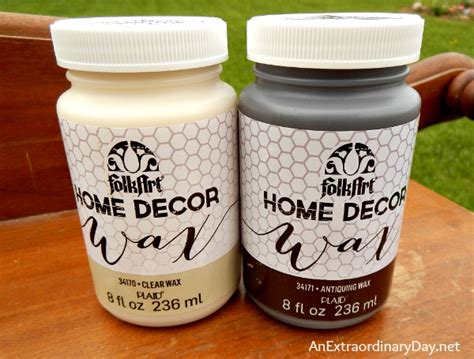 FolkArt
HOME DECOR
Wax
34170 • CLEAR WAX
PLAID
8 fl oz 236 ml
FolkArt
HOME DECOR
Wax
34171 • ANTIQUING WAX
PLAID
8 fl oz 236 ml
AnExtraordinaryDay.net